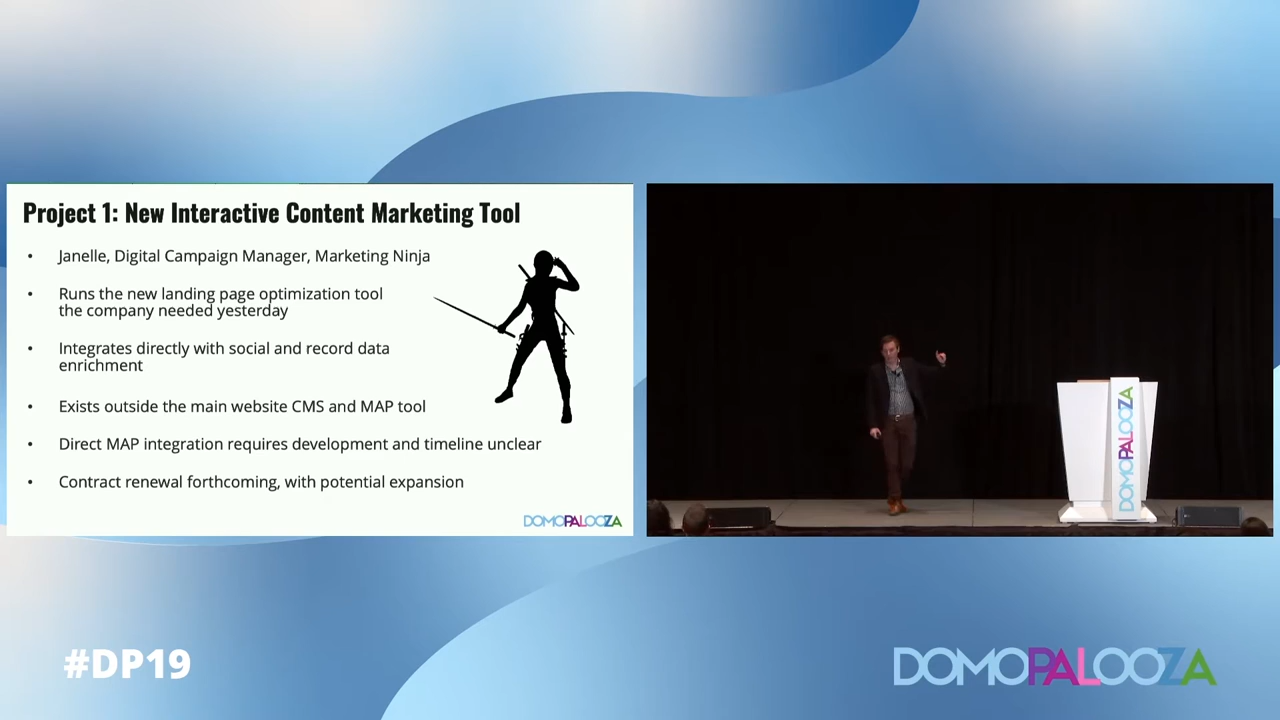 Project 1: New Interactive Content Marketing Tool
• Janelle, Digital Campaign Manager, Marketing Ninja
• Runs the new landing page optimization tool
the company needed yesterday
• Integrates directly with social and record data
enrichment
• Exists outside the main website CMS and MAP tool
• Direct MAP integration requires development and timeline unclear
• Contract renewal forthcoming, with potential expansion
DOMOPALOOZA
DOMOPALOOZA
#DP19
DOMOPALOOZA